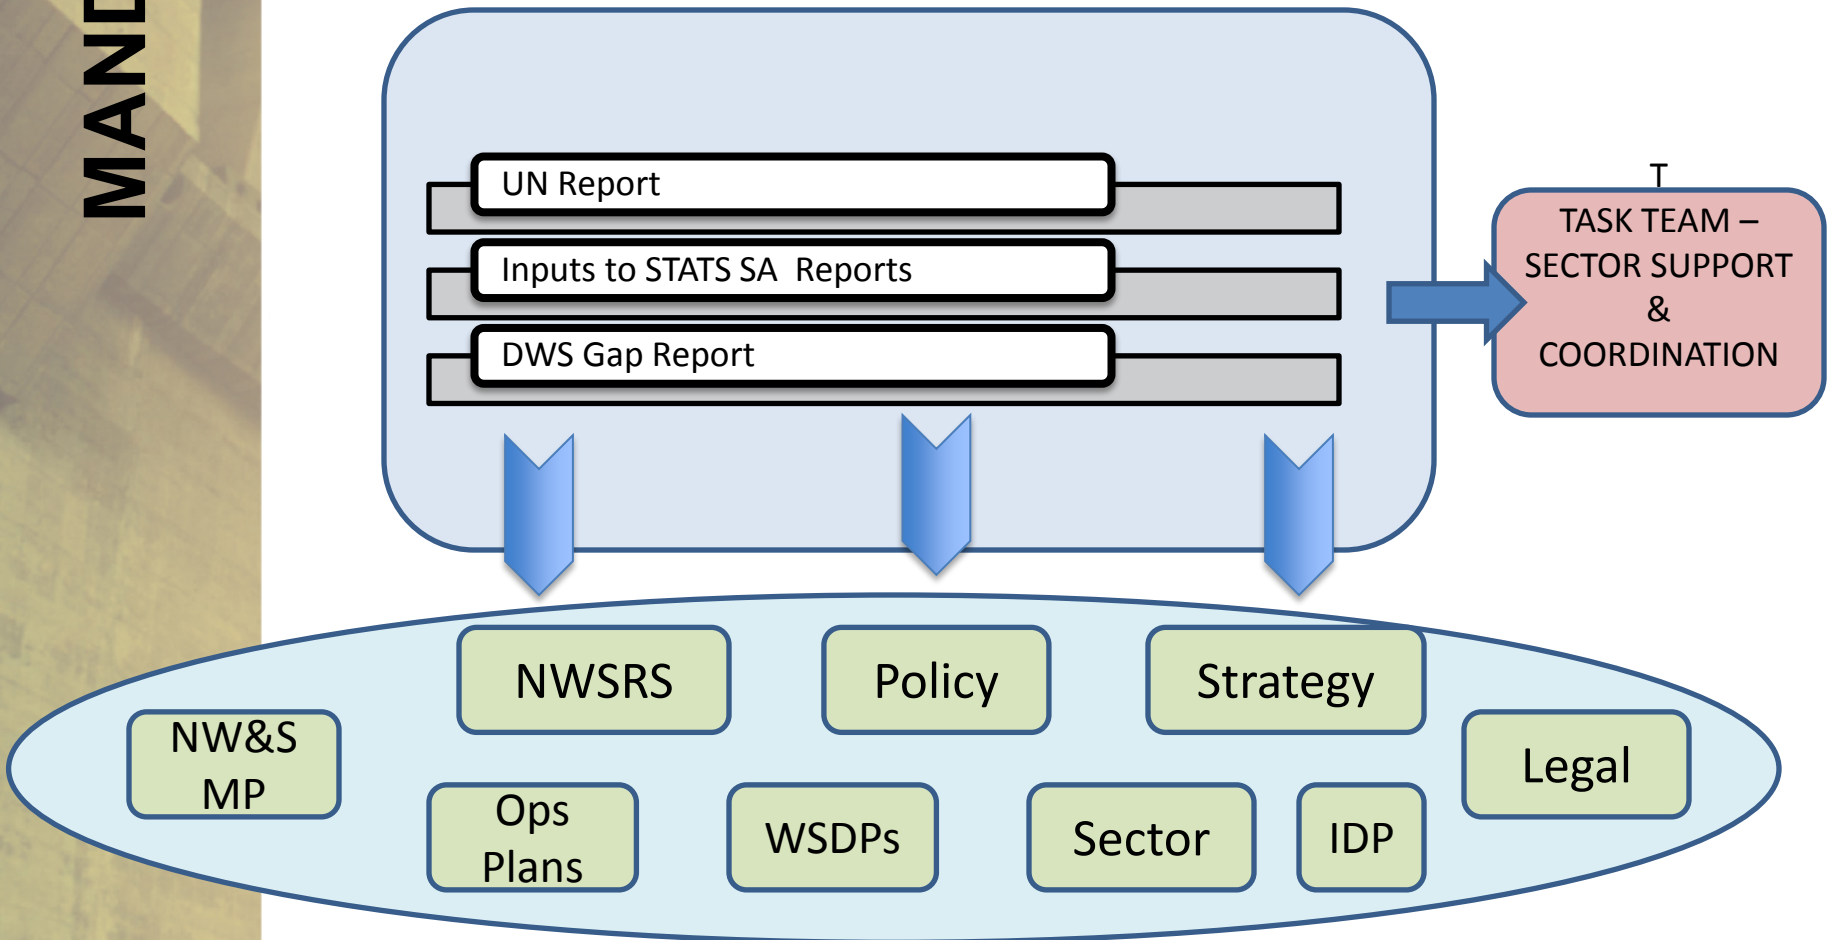 MAND
UN Report
Inputs to STATS SA Reports
DWS Gap Report
T
TASK TEAM –
SECTOR SUPPORT
&
COORDINATION
NWSRS
Policy
Strategy
NW&S
MP
Legal
Ops
Plans
WSDPs
Sector
IDP